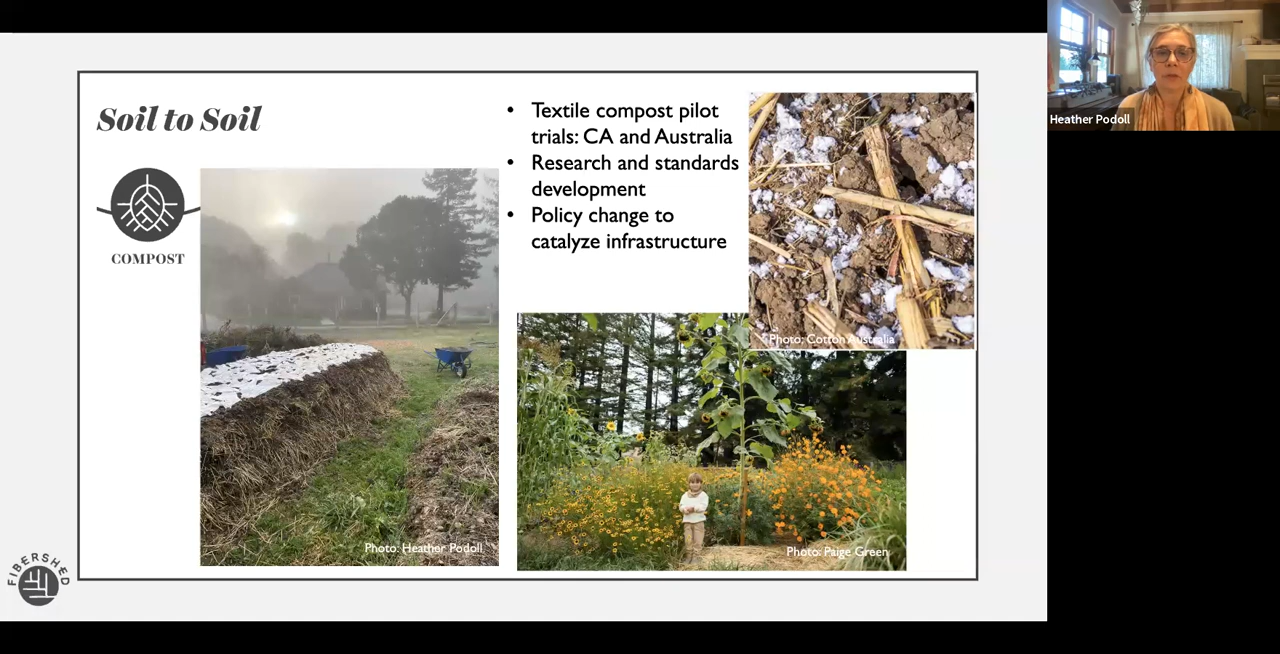 Soil to Soil
COMPOST
• Textile compost pilot
trials: CA and Australia
• Research and standards
development
• Policy change to
catalyze infrastructure
Photo: Cotton Australia
Photo: Heather Podoll
Photo: Paige Green
FIBERSHED
Heather Podoll